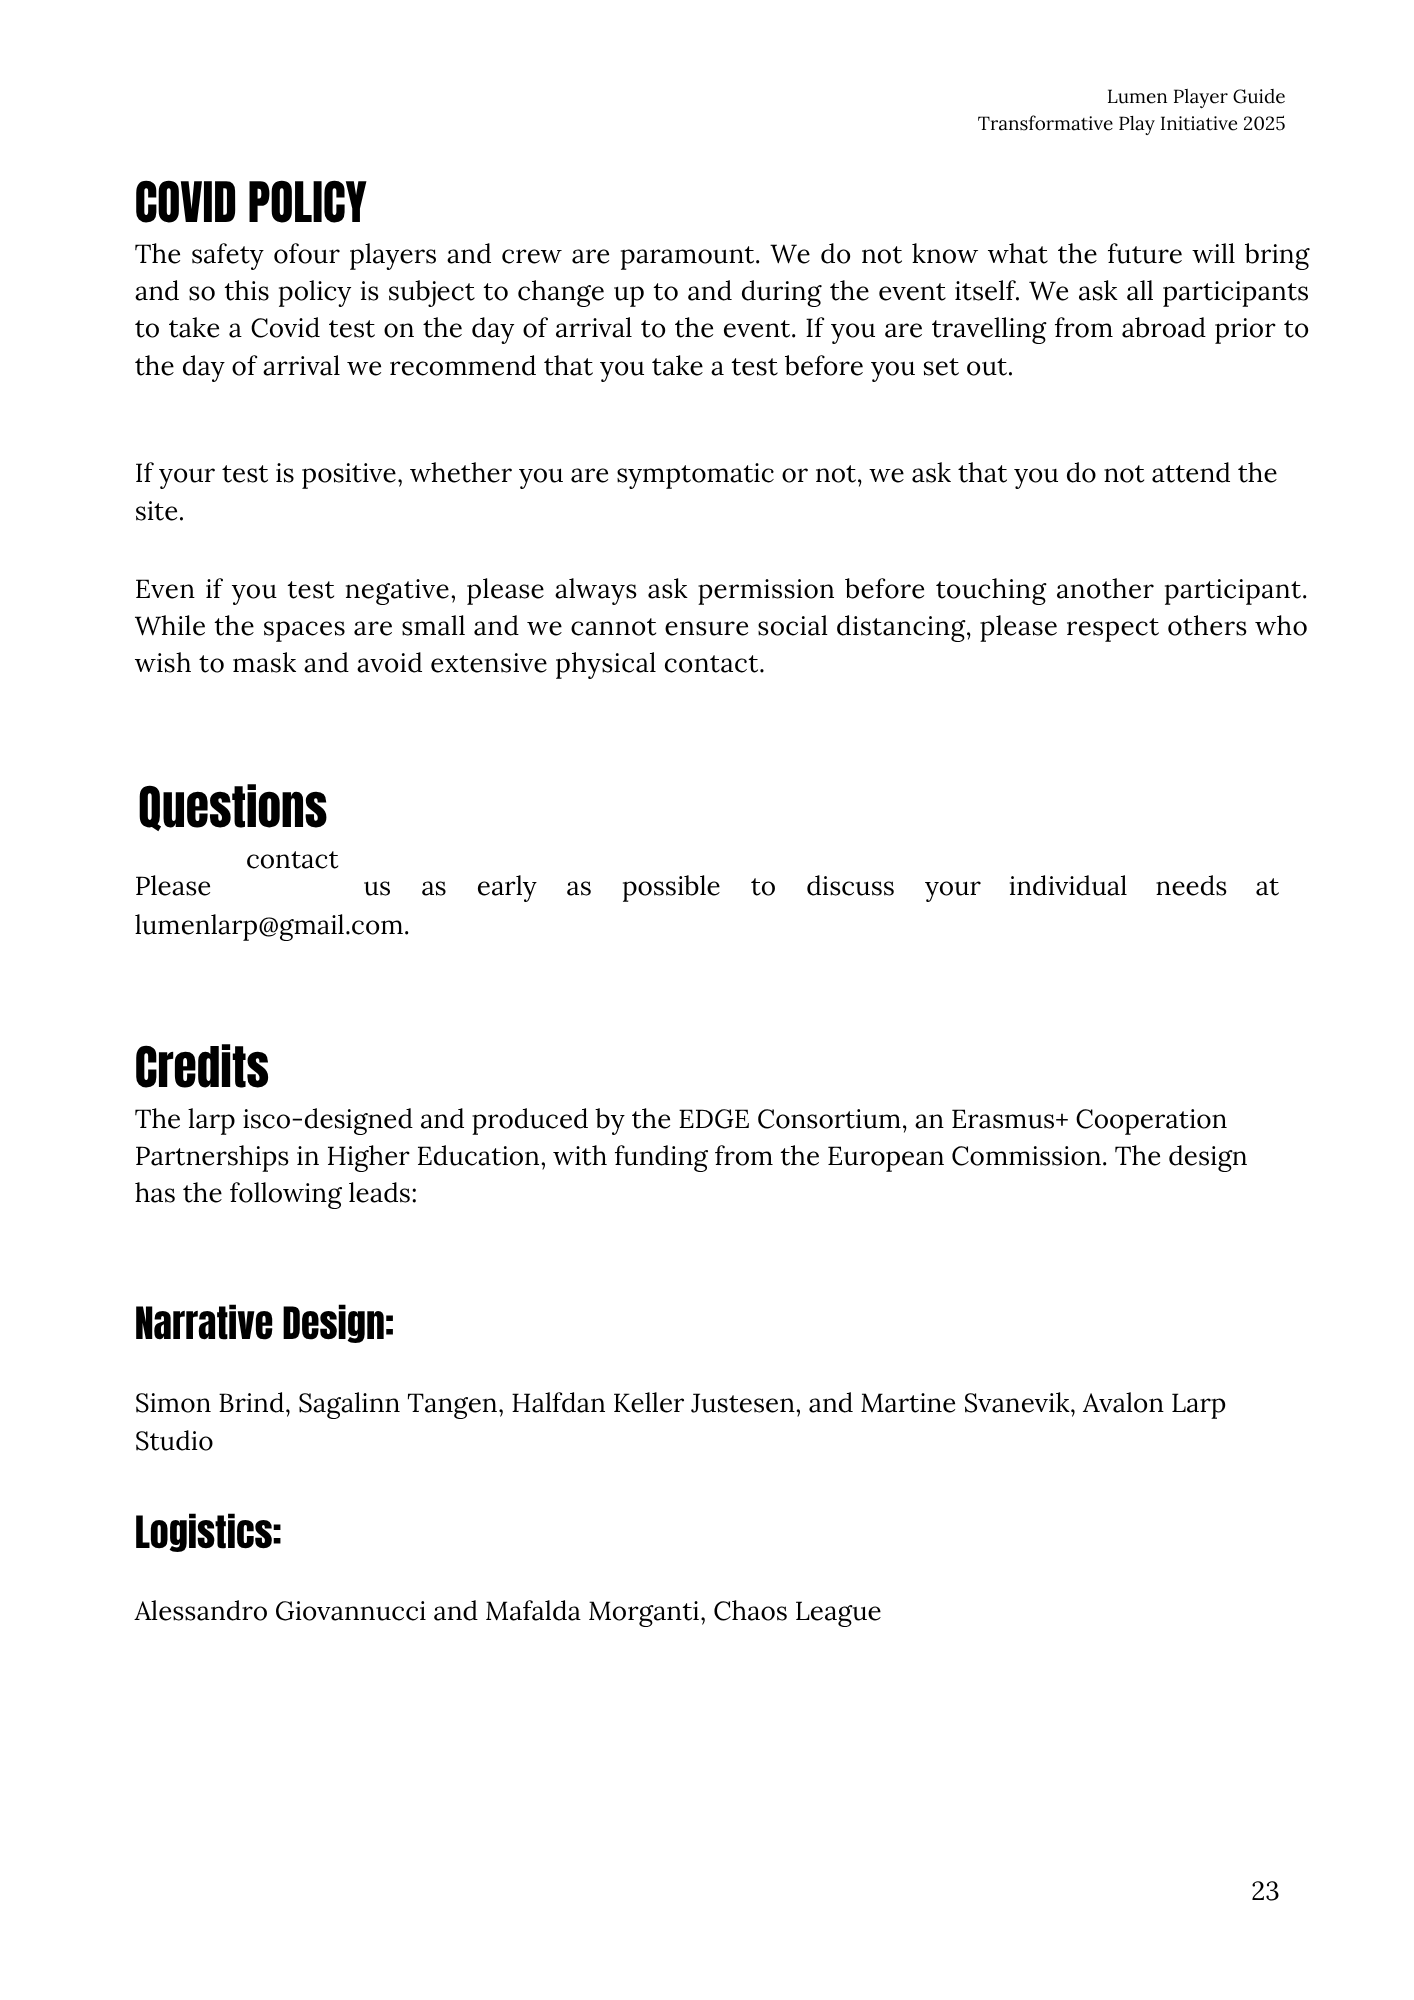 Lumen Player Guide
Transformative Play Initiative 2025
COVID POLICY
The safety ofour players and crew are paramount. We do not know what the future will bring
and so this policy is subject to change up to and during the event itself. We ask all participants
to take a Covid test on the day of arrival to the event. If you are travelling from abroad prior to
the day of arrival we recommend that you take a test before you set out.
If your test is positive, whether you are symptomatic or not, we ask that you do not attend the
site.
Even if you test negative, please always ask permission before touching another participant.
While the spaces are small and we cannot ensure social distancing, please respect others who
wish to mask and avoid extensive physical contact.
Questions
Please contact us as early as possible to discuss your individual needs at
lumenlarp@gmail.com.
Credits
The larp isco-designed and produced by the EDGE Consortium, an Erasmus+ Cooperation
Partnerships in Higher Education, with funding from the European Commission. The design
has the following leads:
Narrative Design:
Simon Brind, Sagalinn Tangen, Halfdan Keller Justesen, and Martine Svanevik, Avalon Larp
Studio
Logistics:
Alessandro Giovannucci and Mafalda Morganti, Chaos League
23